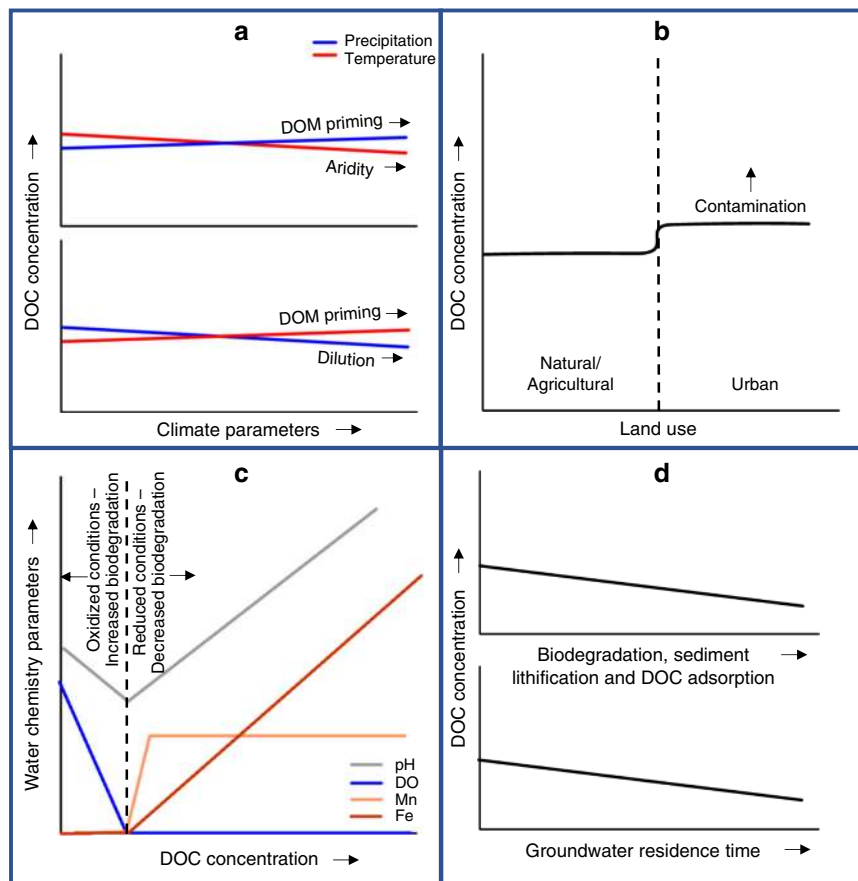 a
Precipitation
Temperature
DOM priming
Aridity
DOC concentration
DOM priming
Dilution
Climate parameters
b
DOC concentration
Contamination
Natural/
Agricultural
Urban
Land use
c
Water chemistry parameters
Oxidized conditions –
Increased biodegradation
Reduced conditions –
Decreased biodegradation
pH
DO
Mn
Fe
DOC concentration
d
DOC concentration
Biodegradation, sediment
lithification and DOC adsorption
Groundwater residence time